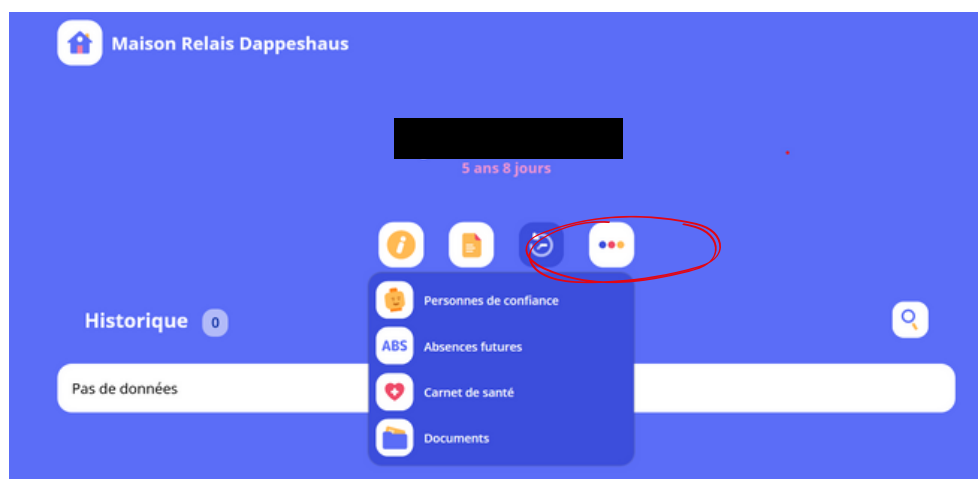 Maison Relais Dappeshaus
5 ans 8 jours
Personnes de confiance
Historique 0
ABS Absences futures
Pas de données
Carnet de santé
Documents